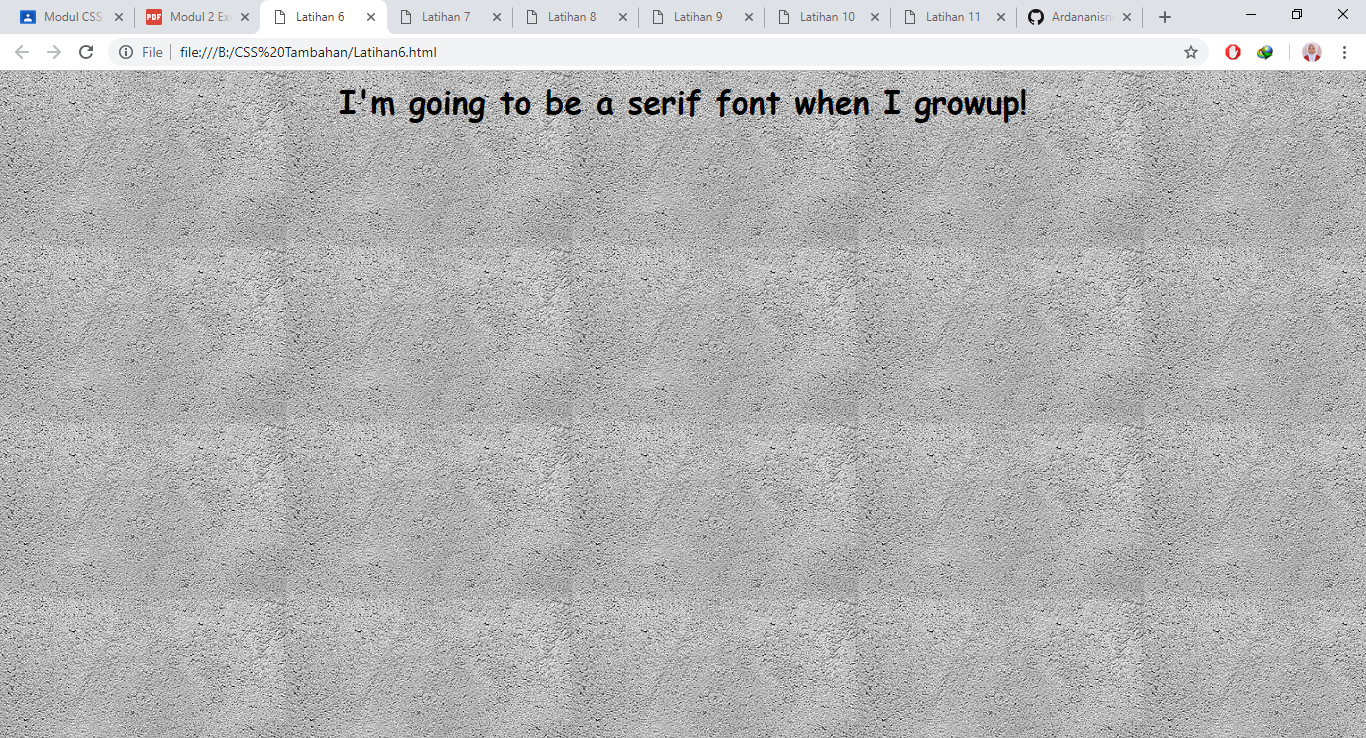 Modul CSS
Modul 2 Ex
Latihan 6
Latihan 7
Latihan 8
Latihan 9
Latihan 10
Latihan 11
Ardananisri
File
file:///B:/CSS%20Tambahan/Latihan6.html
I'm going to be a serif font when I growup!